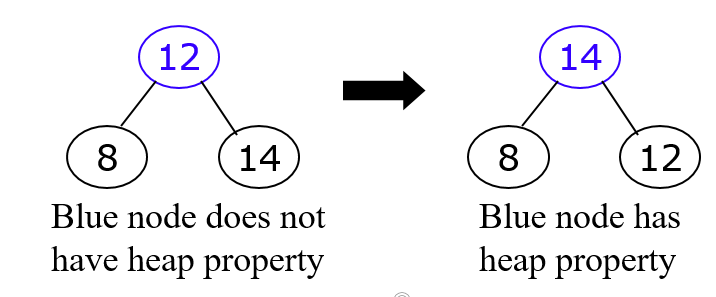 12
14
8
14
8
12
Blue node does not
have heap property
Blue node has
heap property